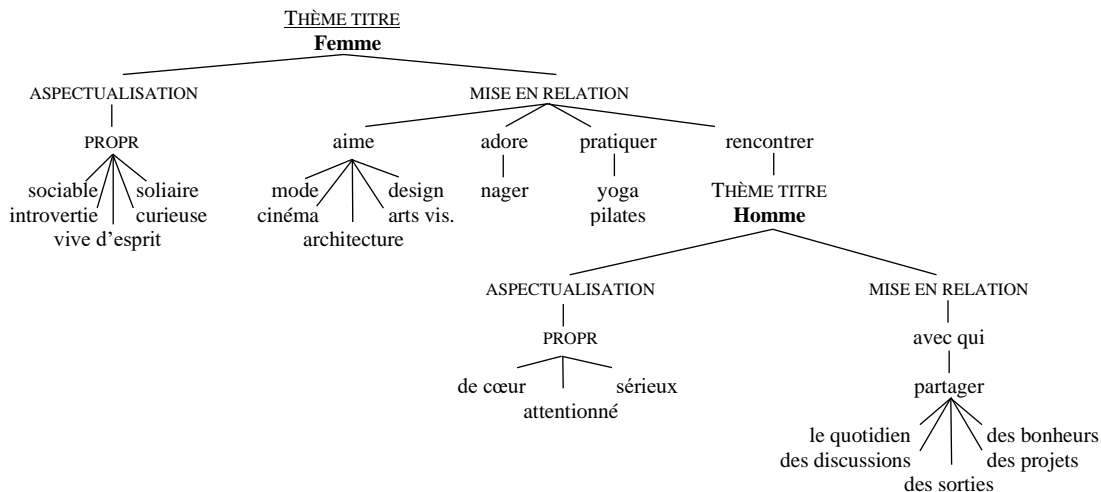 THÈME TITRE
Femme
ASPECTUALISATION MISE EN RELATION
PROPR aime adore pratiquer rencontrer
sociable soliaire mode design nager yoga THÈME TITRE
introvertie curieuse cinéma arts vis. pilates Homme
vive d’esprit architecture
ASPECTUALISATION MISE EN RELATION
PROPR avec qui
de cœur sérieux partager
attentionné
le quotidien des bonheurs
des discussions des projets
des sorties